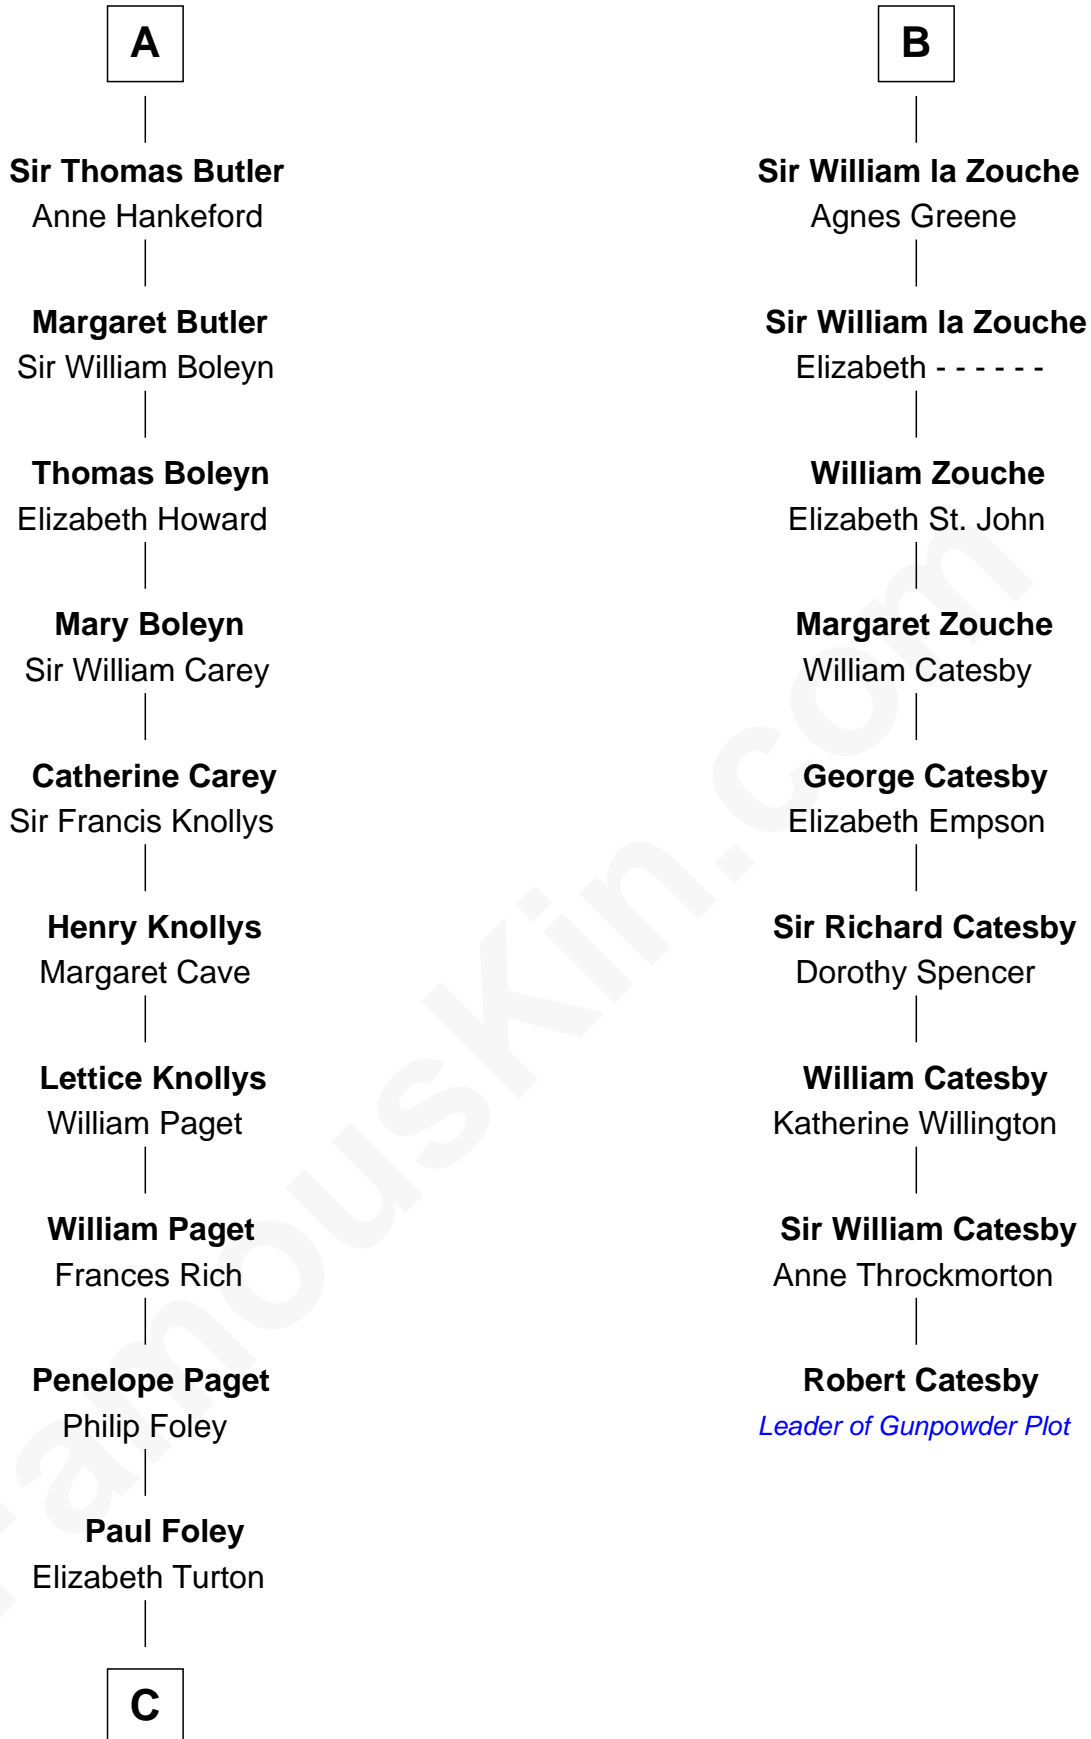 A
Sir Thomas Butler
Anne Hankeford
Margaret Butler
Sir William Boleyn
Thomas Boleyn
Elizabeth Howard
Mary Boleyn
Sir William Carey
Catherine Carey
Sir Francis Knollys
Henry Knollys
Margaret Cave
Lettice Knollys
William Paget
William Paget
Frances Rich
Penelope Paget
Philip Foley
Paul Foley
Elizabeth Turton
C
B
Sir William la Zouche
Agnes Greene
Sir William la Zouche
Elizabeth - - - - - -
William Zouche
Elizabeth St. John
Margaret Zouche
William Catesby
George Catesby
Elizabeth Empson
Sir Richard Catesby
Dorothy Spencer
William Catesby
Katherine Willington
Sir William Catesby
Anne Throckmorton
Robert Catesby
Leader of Gunpowder Plot
FamousKin.com